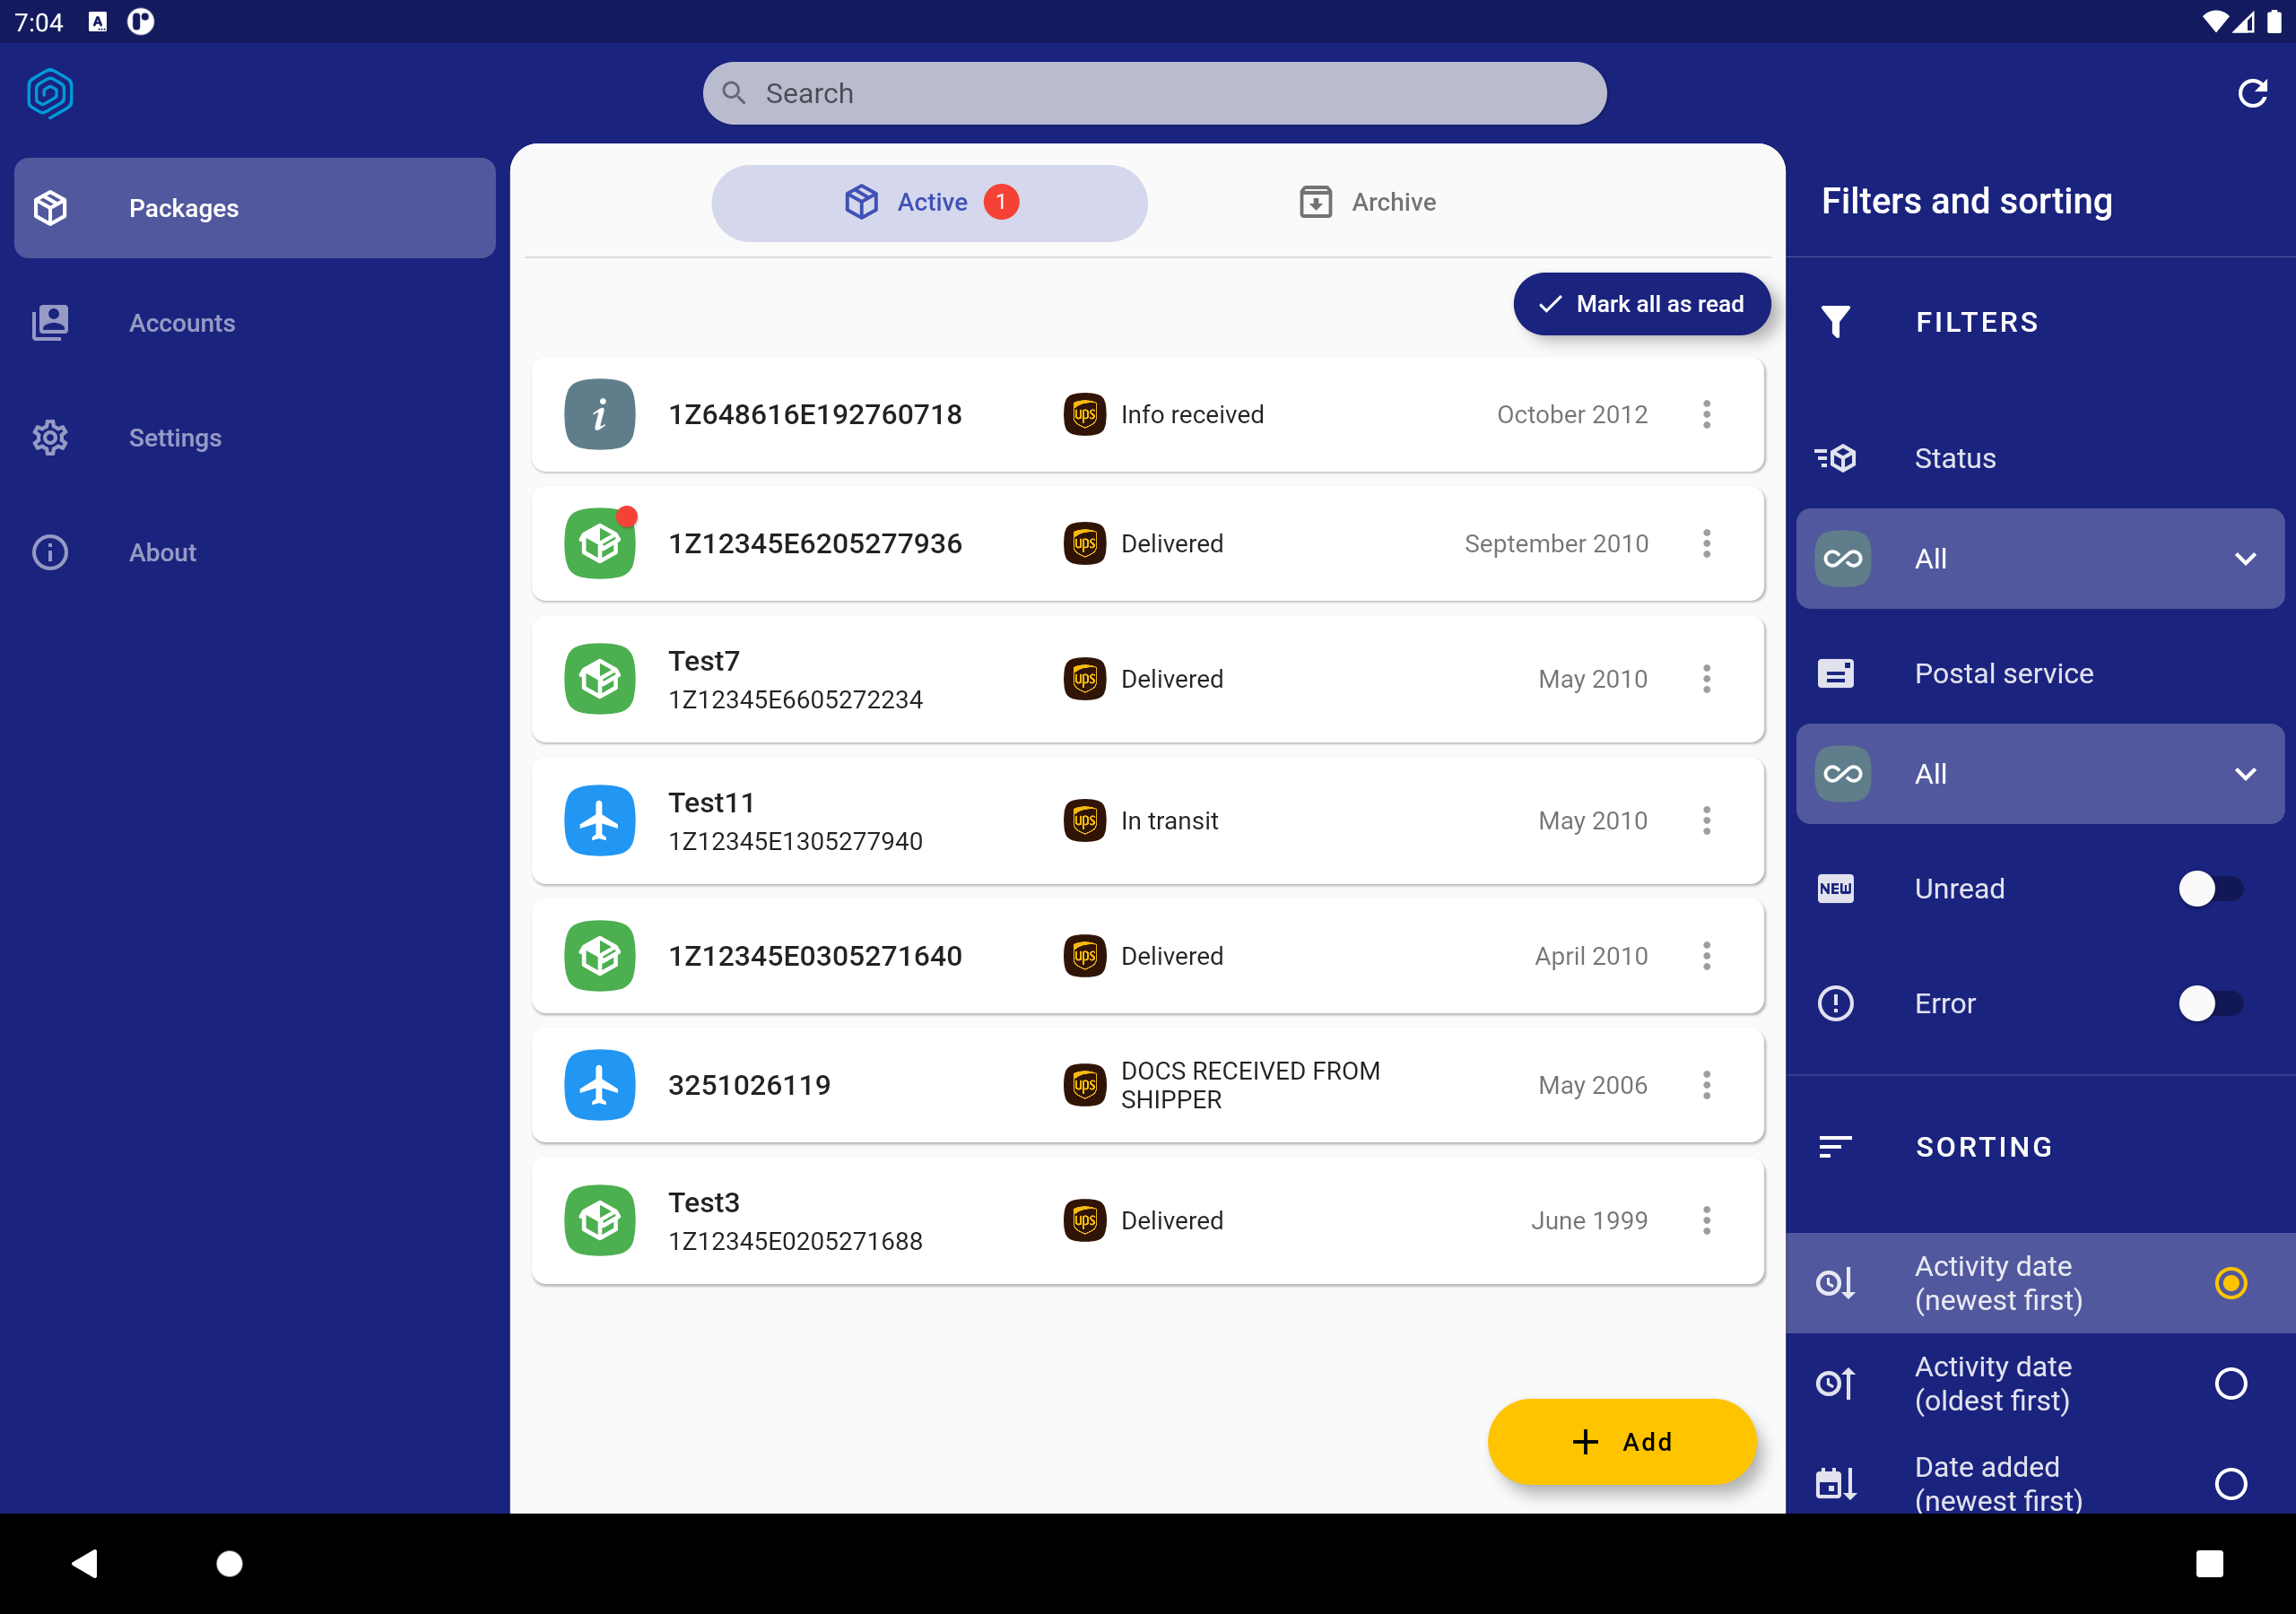 7:04
Search
Packages
Accounts
Settings
About
Active 1
Archive
Mark all as read
1Z648616E192760718
ups
Info received
October 2012
1Z12345E6205277936
ups
Delivered
September 2010
Test7
1Z12345E6605272234
ups
Delivered
May 2010
Test11
1Z12345E1305277940
ups
In transit
May 2010
1Z12345E0305271640
ups
Delivered
April 2010
3251026119
ups
DOCS RECEIVED FROM
SHIPPER
May 2006
Test3
1Z12345E0205271688
ups
Delivered
June 1999
Add
Filters and sorting
FILTERS
Status
All
Postal service
All
NEW
Unread
Error
SORTING
Activity date
(newest first)
Activity date
(oldest first)
Date added
(newest first)